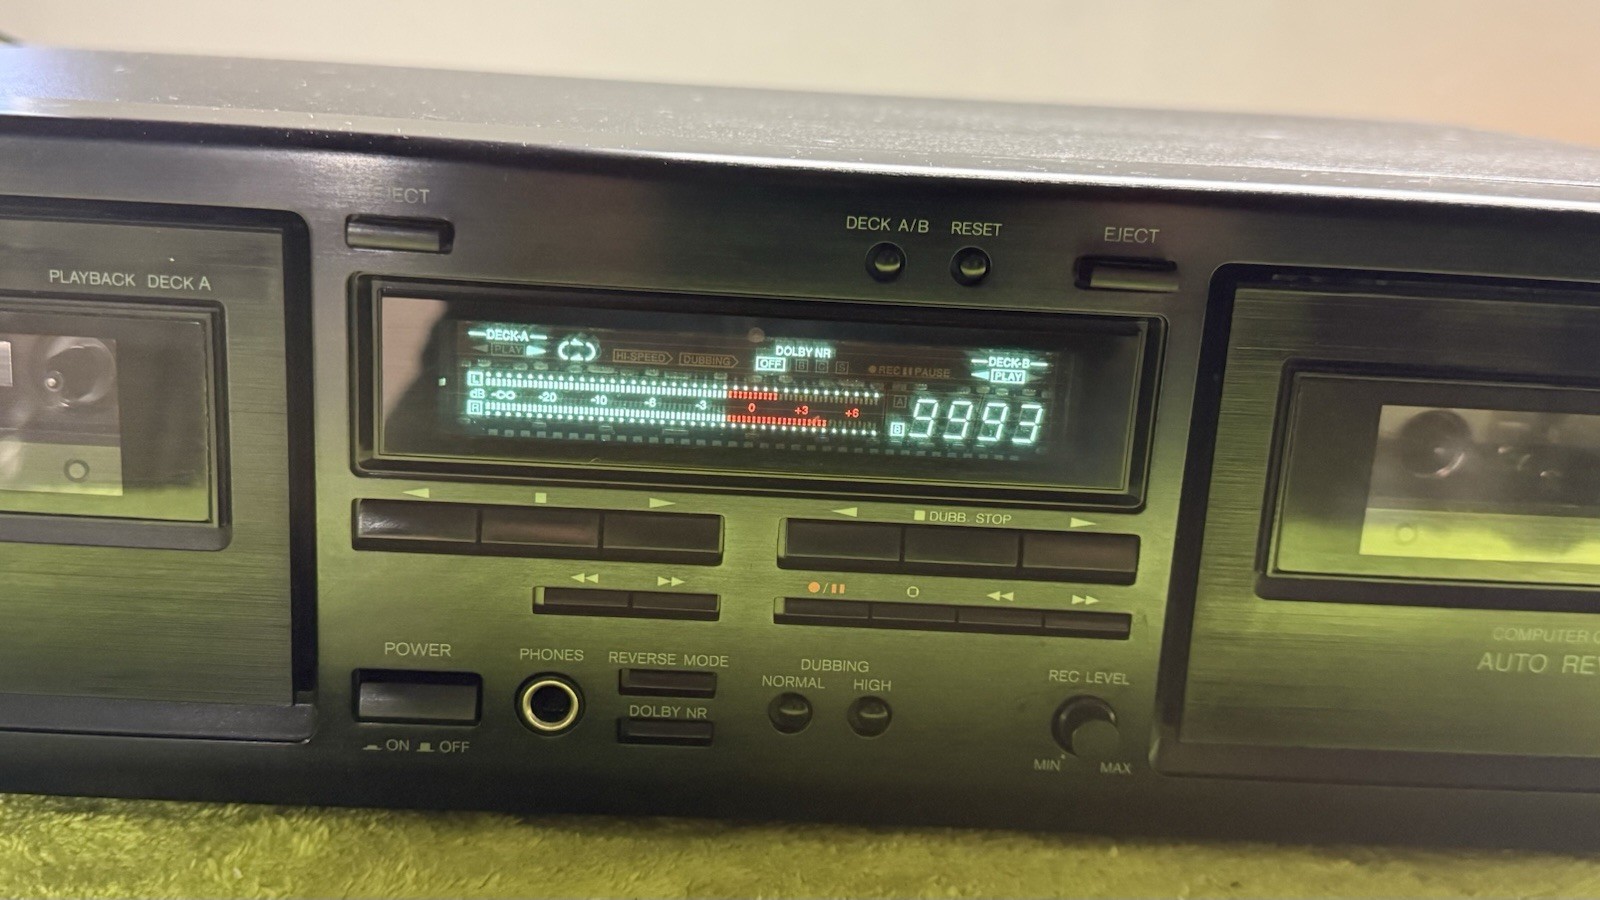 EJECT
DECK A/B RESET
EJECT
PLAYBACK DECK A
DECK-A
PLAY
HI-SPEED DUBBING
DOLBY NR
OFF B C S
REC PAUSE
DECK-B
PLAY
L
dB -∞ -20 -10 -6 -3 0 +3 +6
R
A
B 9993
DUBB. STOP
POWER
ON OFF
PHONES
REVERSE MODE
DOLBY NR
DUBBING
NORMAL HIGH
REC LEVEL
MIN MAX
COMPUTER
AUTO